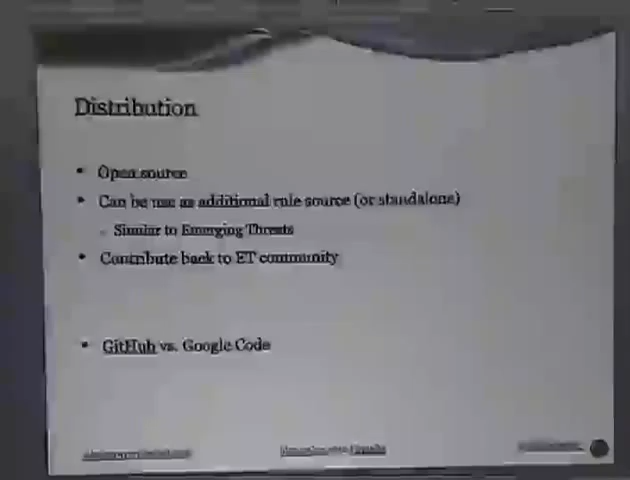 Distribution
Open source
Can be use as additional rule source (or standalone)
Similar to Emerging Threats
Contribute back to ET community
GitHub vs. Google Code